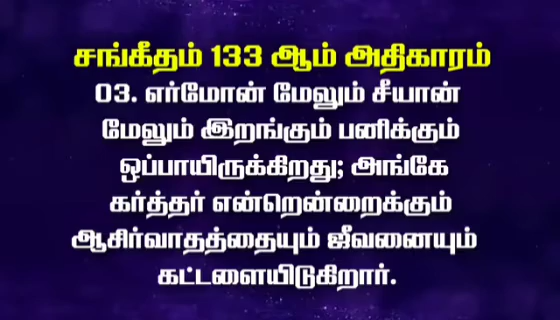 சங்கீதம் 133 ஆம் அதிகாரம்
03. எர்மோன் மேலும் சீயான்
மேலும் இறங்கும் பனிக்கும்
ஒப்பாயிருக்கிறது; அங்கே
கர்த்தர் என்றென்றைக்கும்
ஆசிர்வாதத்தையும் ஜீவனையும்
கட்டளையிடுகிறார்.